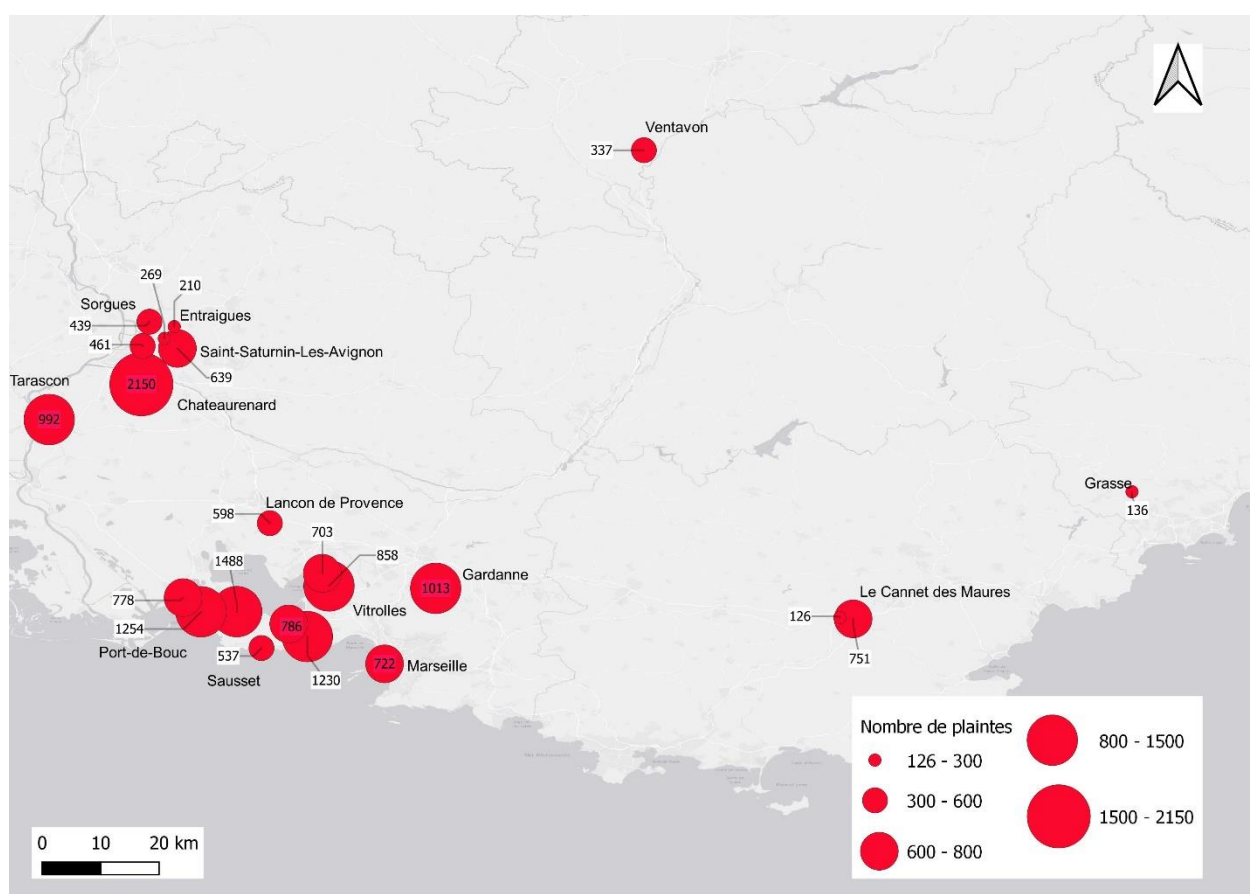 Ventavon
337
269
210
Sorgues
Entraigues
439
461
Saint-Saturnin-Les-Avignon
639
Tarascon
2150
Chateaurenard
992
Lancon de Provence
598
703
858
1488
Gardanne
1013
778
Vitrolles
1254
786
Port-de-Bouc
537
Sausset
1230
722
Marseille
Grasse
136
Le Cannet des Maures
126
751
Nombre de plaintes
126 - 300
300 - 600
600 - 800
800 - 1500
1500 - 2150
0 10 20 km